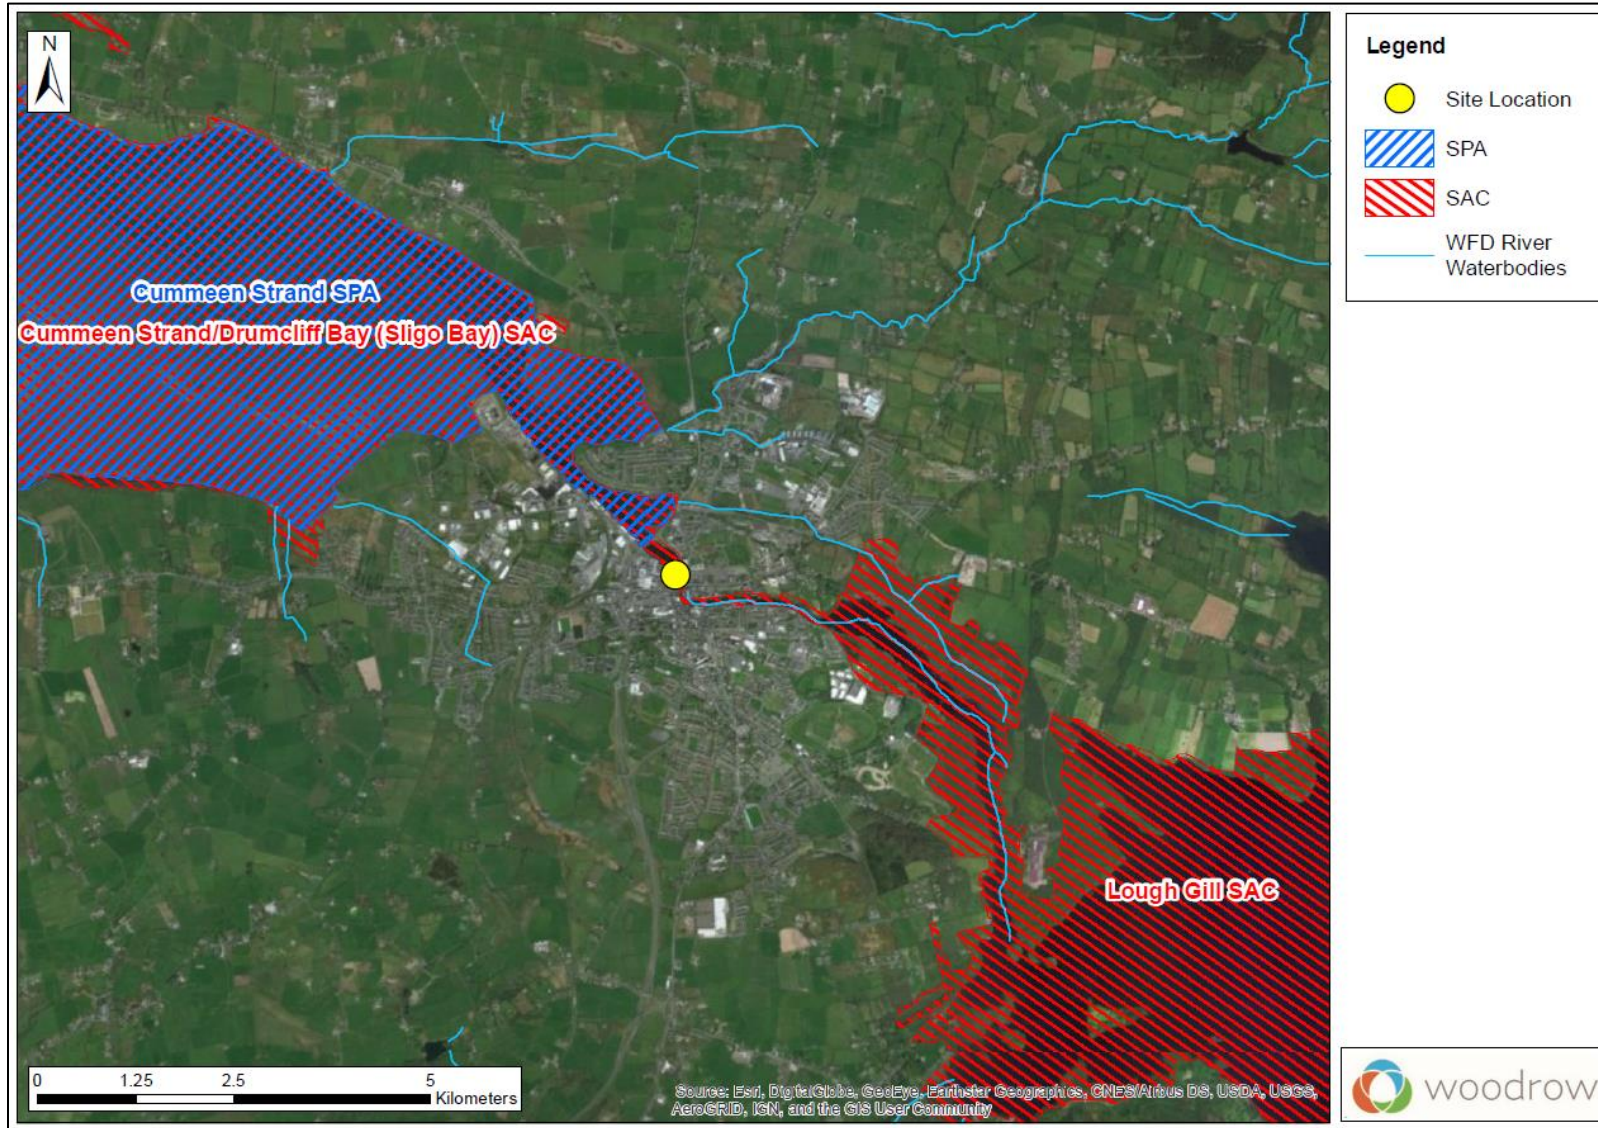 N
Cummeen Strand SPA
Cummeen Strand/Drumcliff Bay (Sligo Bay) SAC
Lough Gill SAC
0 1.25 2.5 5
Kilometers
Source: Esri, DigitalGlobe, GeoEye, Earthstar Geographics, CNES/Airbus DS, USDA, USGS,
AeroGRID, IGN, and the GIS User Community
Legend
Site Location
SPA
SAC
WFD River
Waterbodies
woodrow